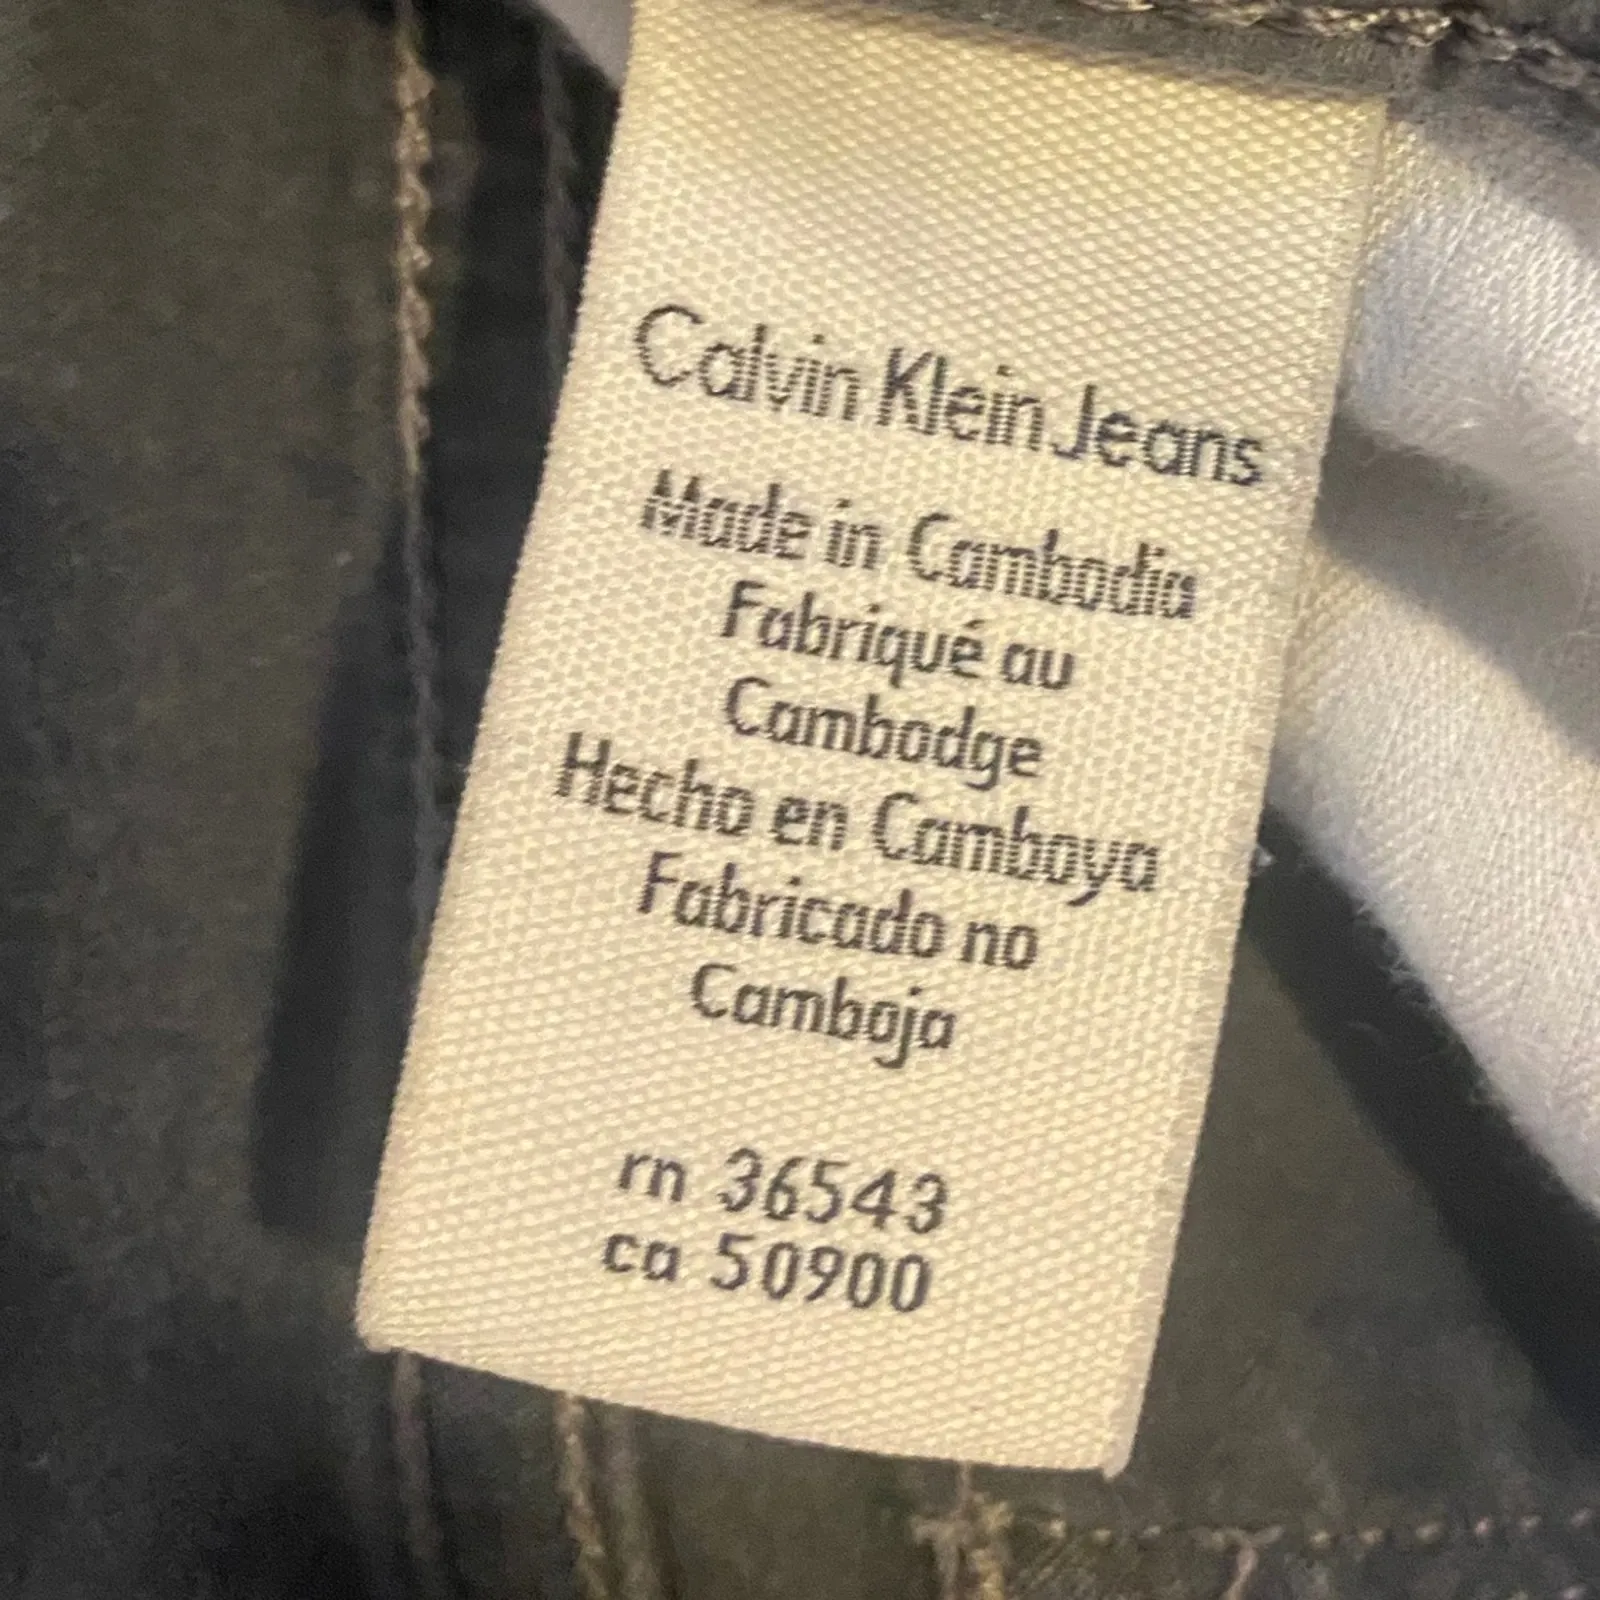 Calvin Klein Jeans
Made in Cambodia
Fabriqué au
Cambodge
Hecho en Camboya
Fabricado no
Camboja
rn 36543
ca 50900